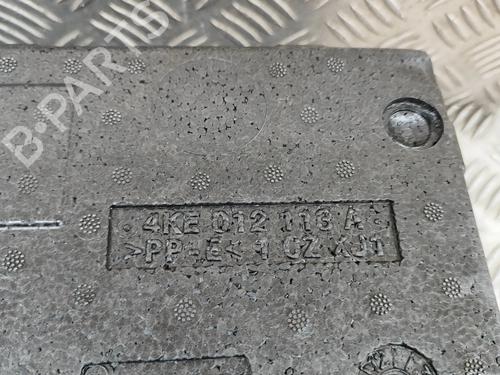 B-PARTS
4KE 012 113 A
>PP-E< 1 CZ XJ1